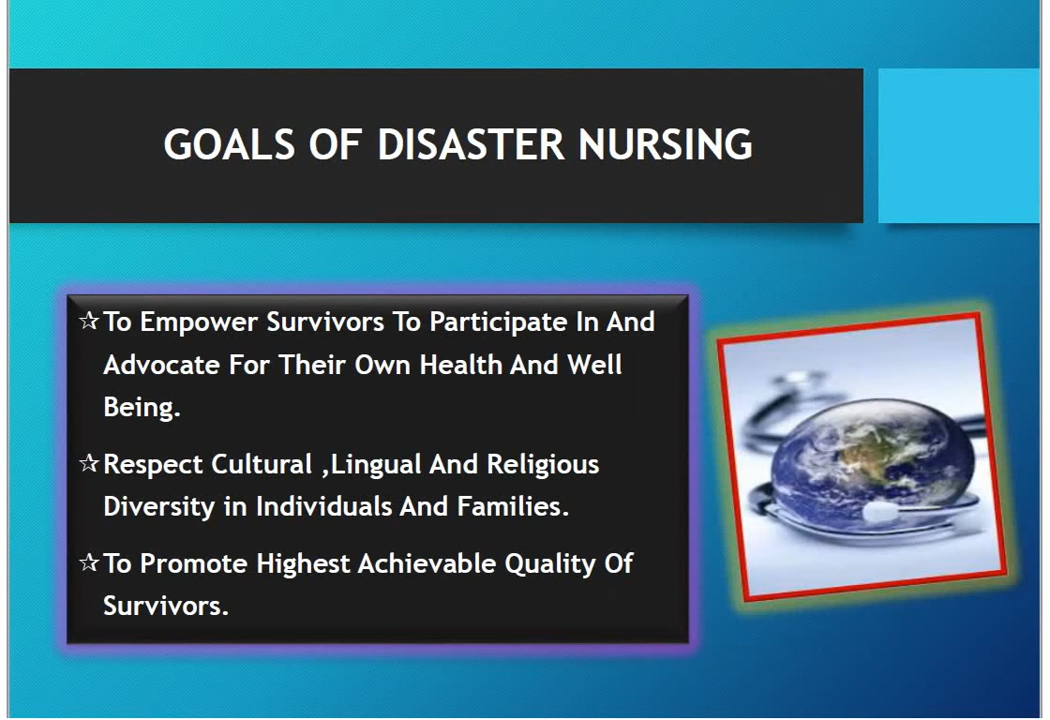 GOALS OF DISASTER NURSING
☆To Empower Survivors To Participate In And
Advocate For Their Own Health And Well
Being.
☆Respect Cultural ,Lingual And Religious
Diversity in Individuals And Families.
☆To Promote Highest Achievable Quality Of
Survivors.